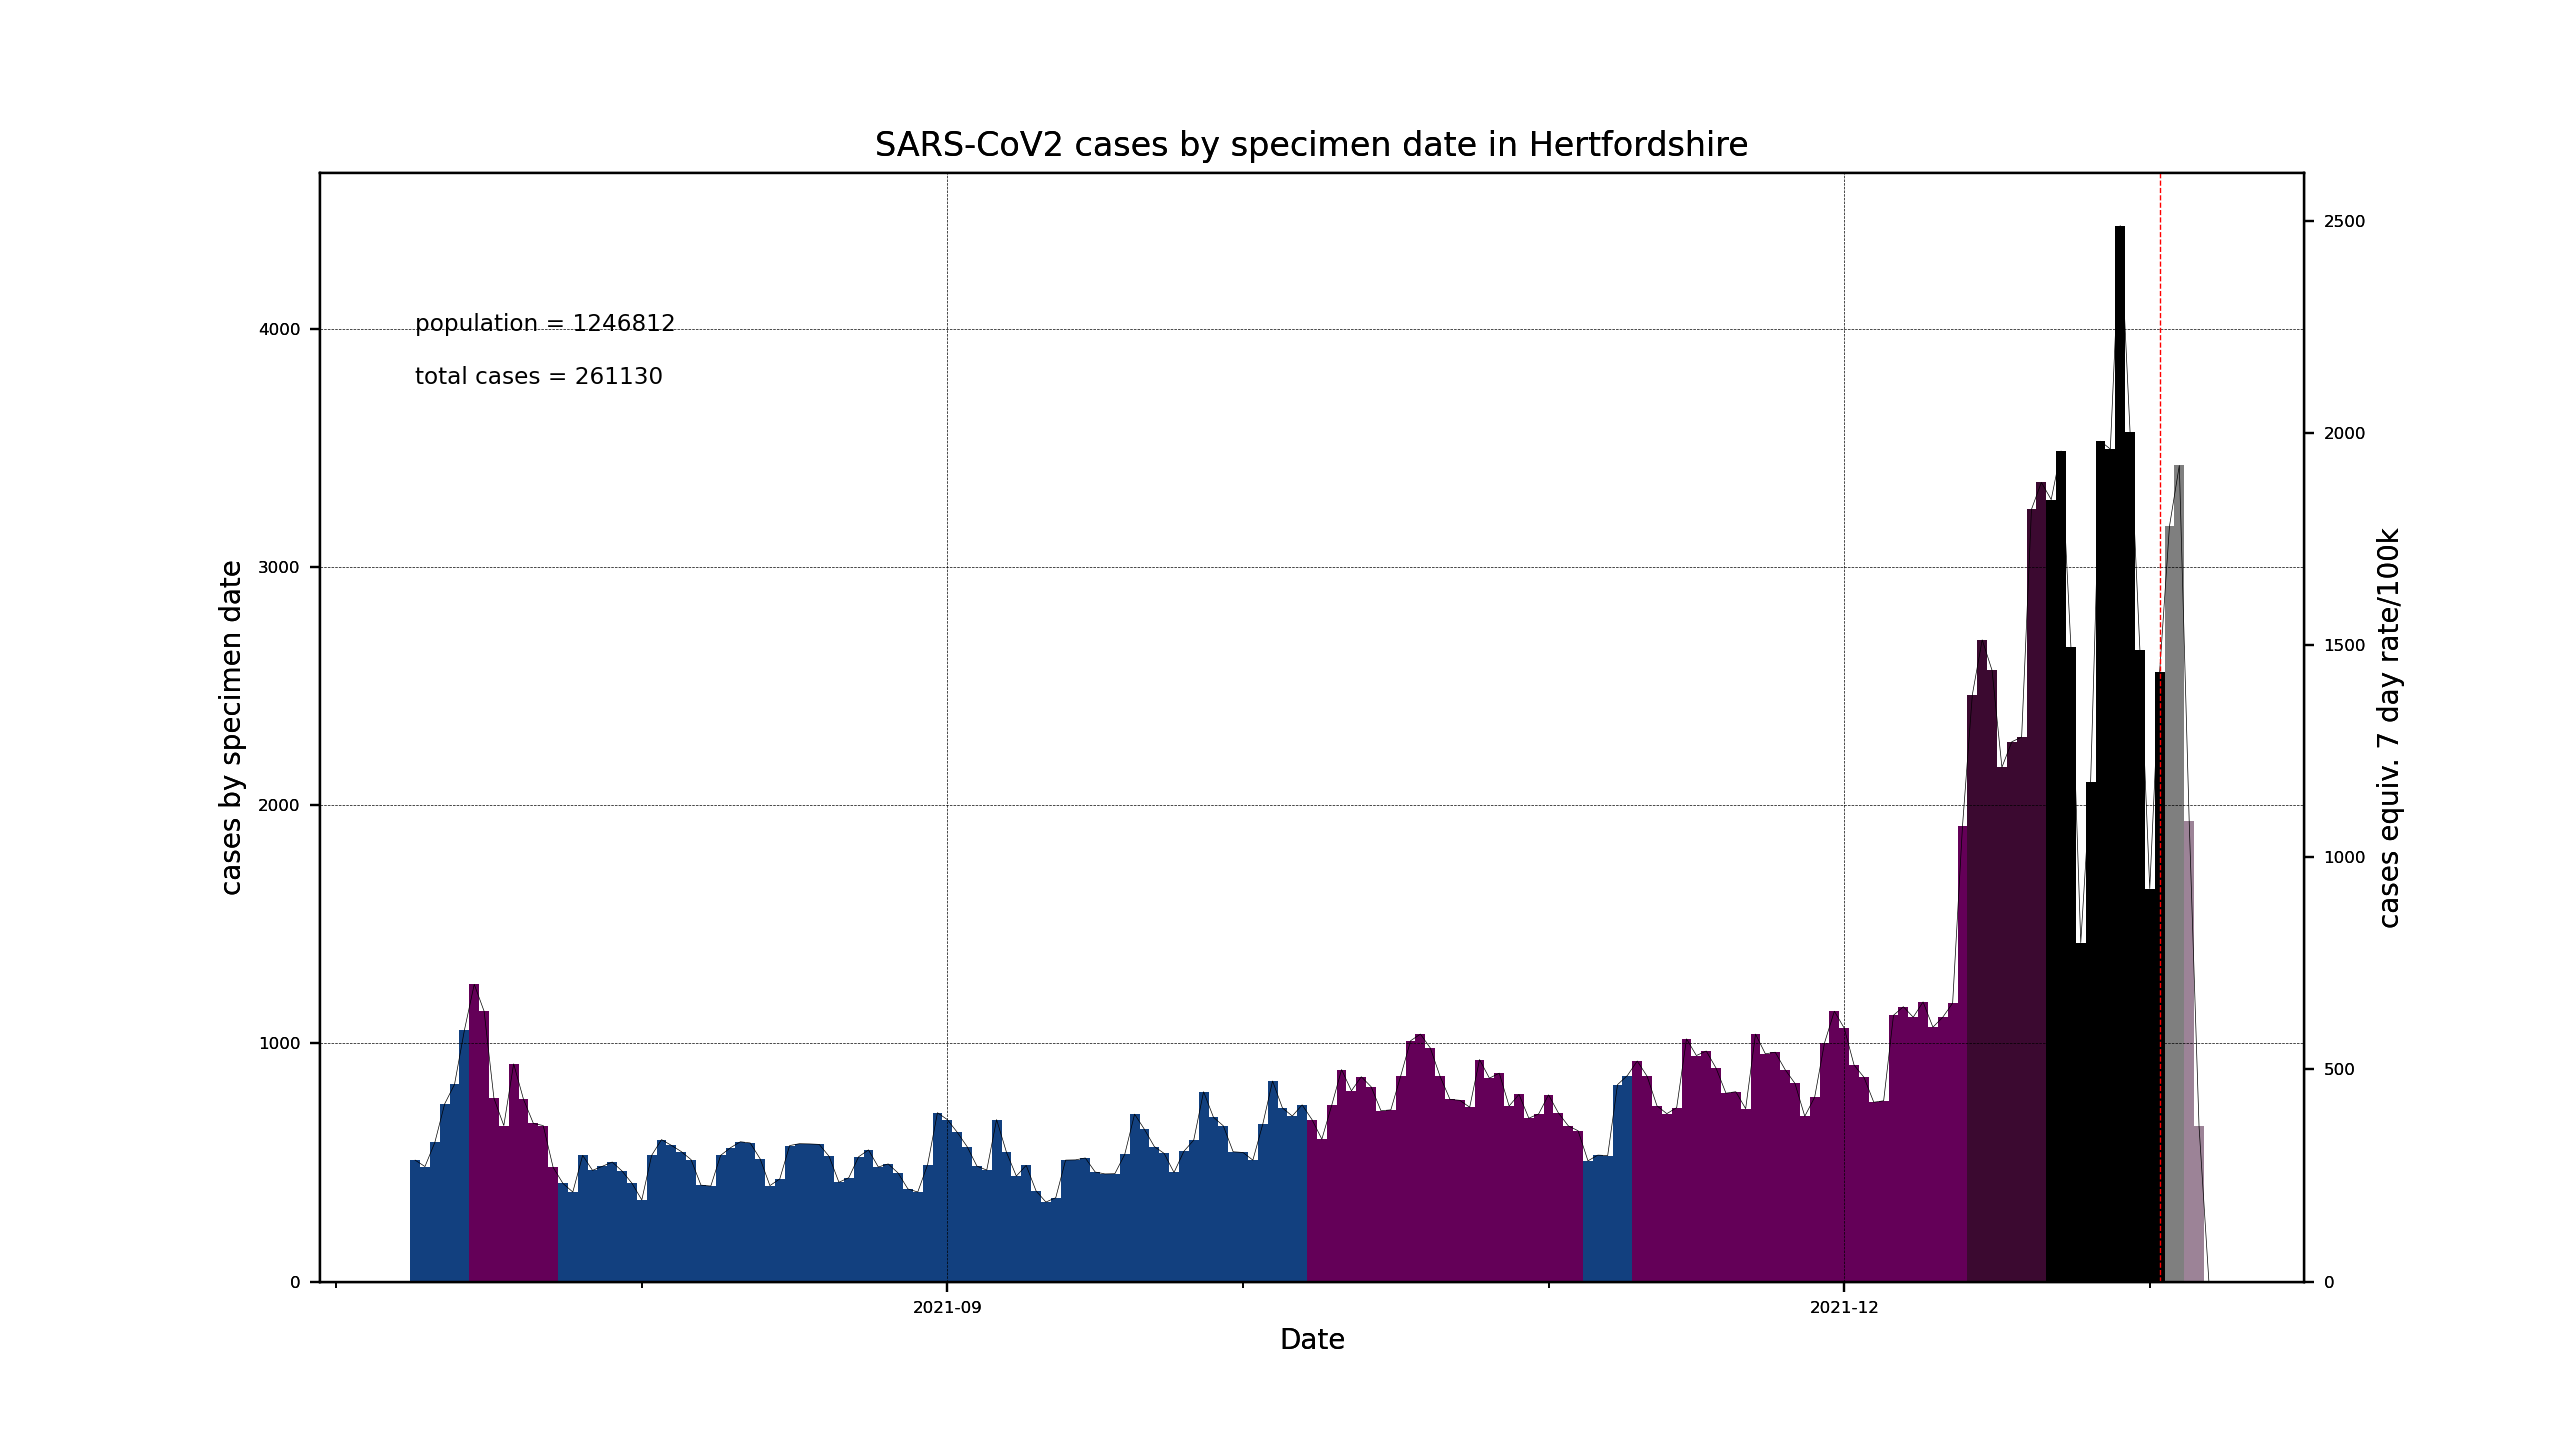 SARS-CoV2 cases by specimen date in Hertfordshire
population = 1246812
total cases = 261130
cases by specimen date
4000
3000
2000
1000
0
2500
2000
1500
1000
500
0
cases equiv. 7 day rate/100k
2021-09
2021-12
Date